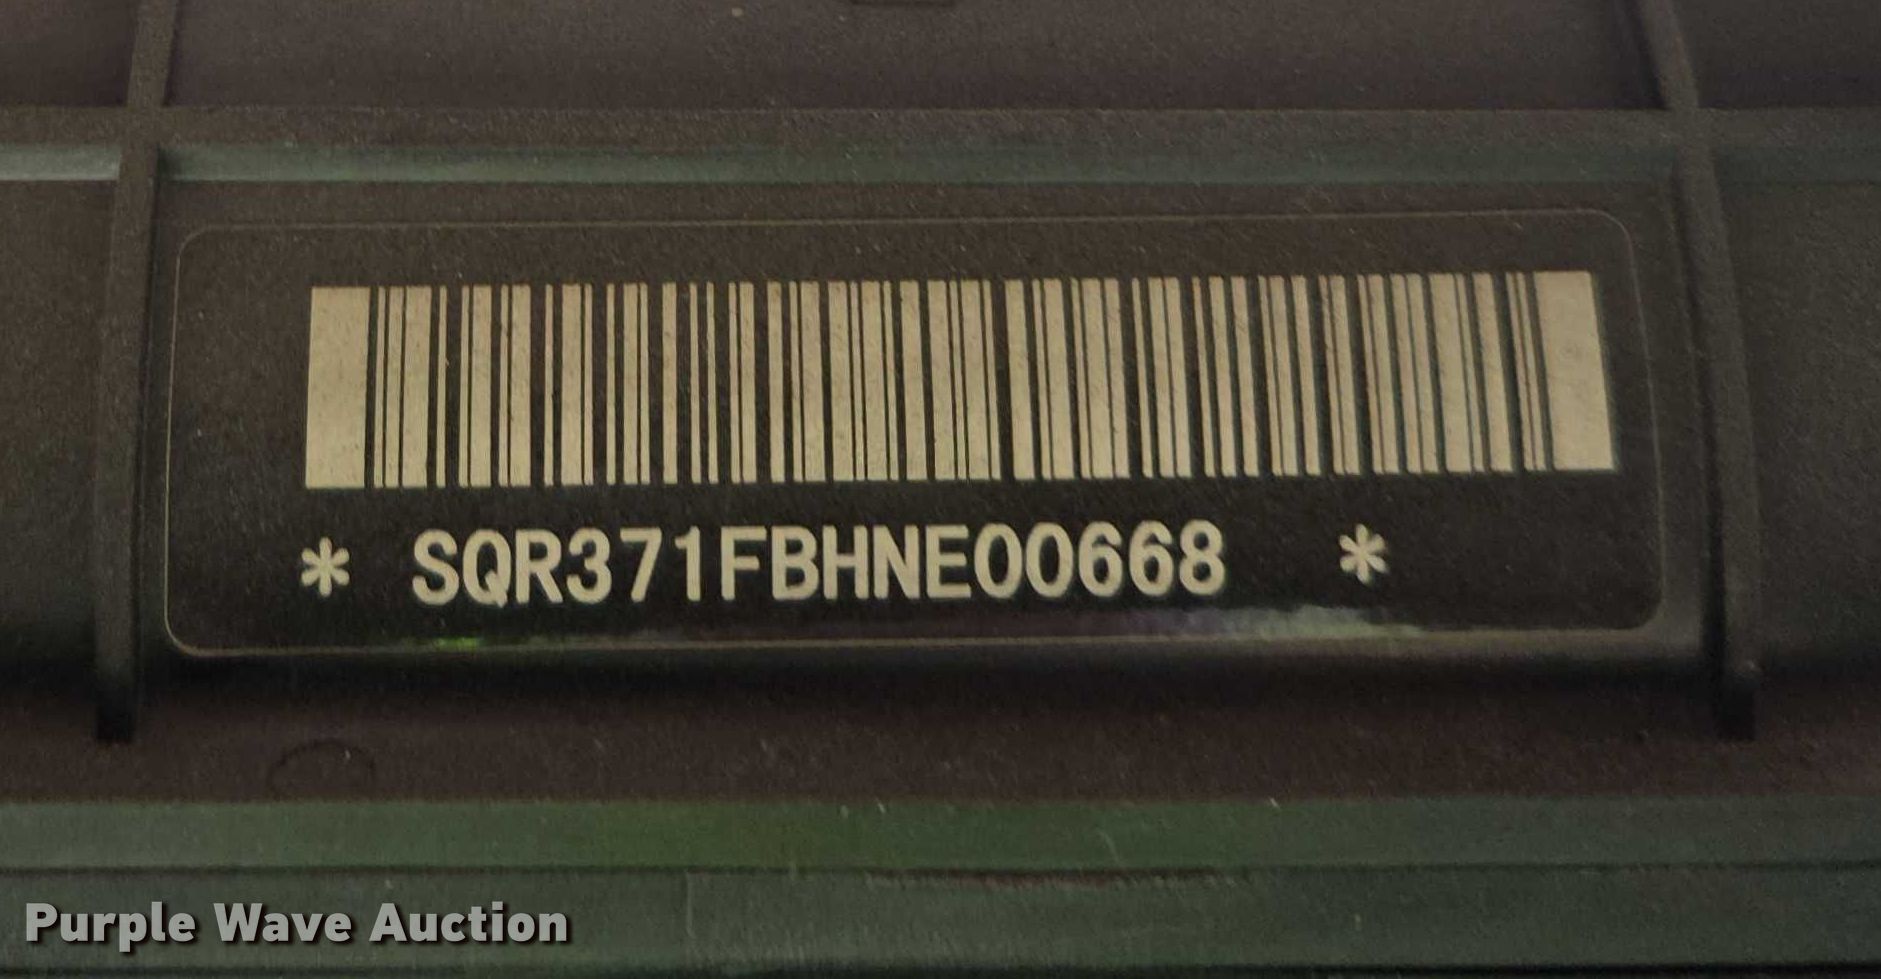 * SQR371FBHNE00668 *
Purple Wave Auction